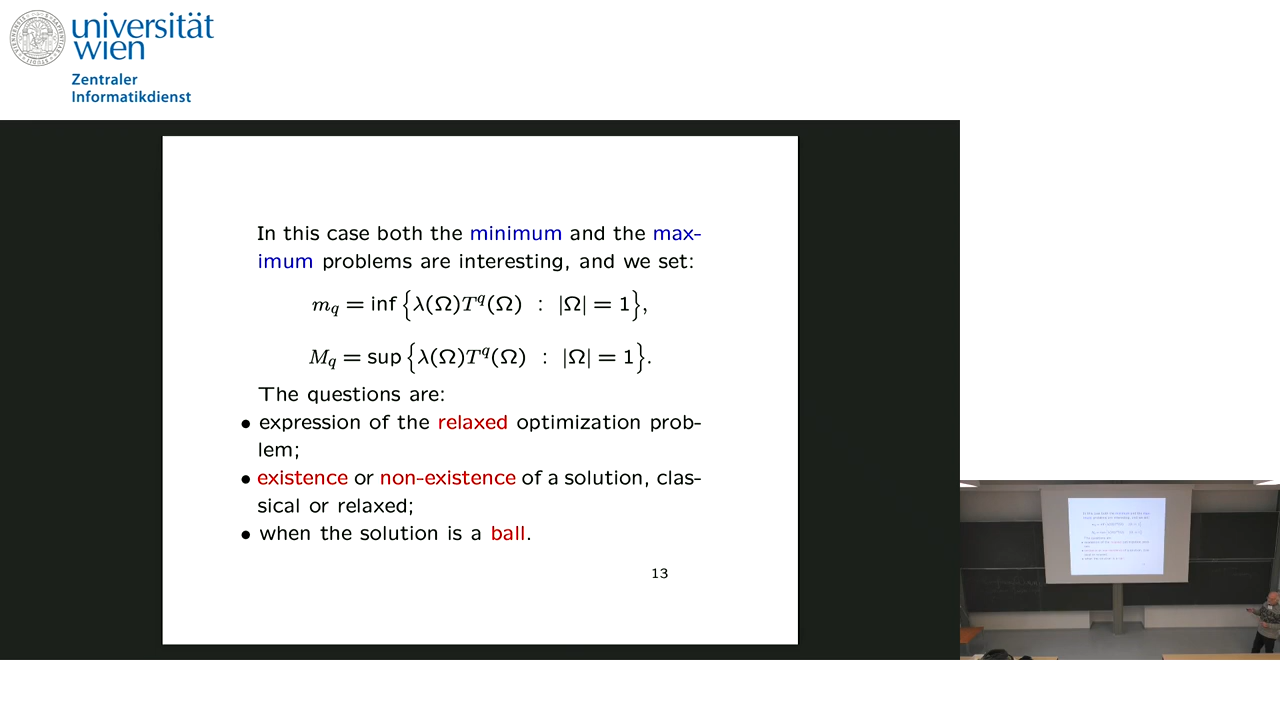 universität
wien
Zentraler
Informatikdienst
In this case both the minimum and the max-
imum problems are interesting, and we set:
m_q = inf {λ(Ω)T^q(Ω) : |Ω| = 1},
M_q = sup {λ(Ω)T^q(Ω) : |Ω| = 1}.
The questions are:
• expression of the relaxed optimization prob-
lem;
• existence or non-existence of a solution, clas-
sical or relaxed;
• when the solution is a ball.
13